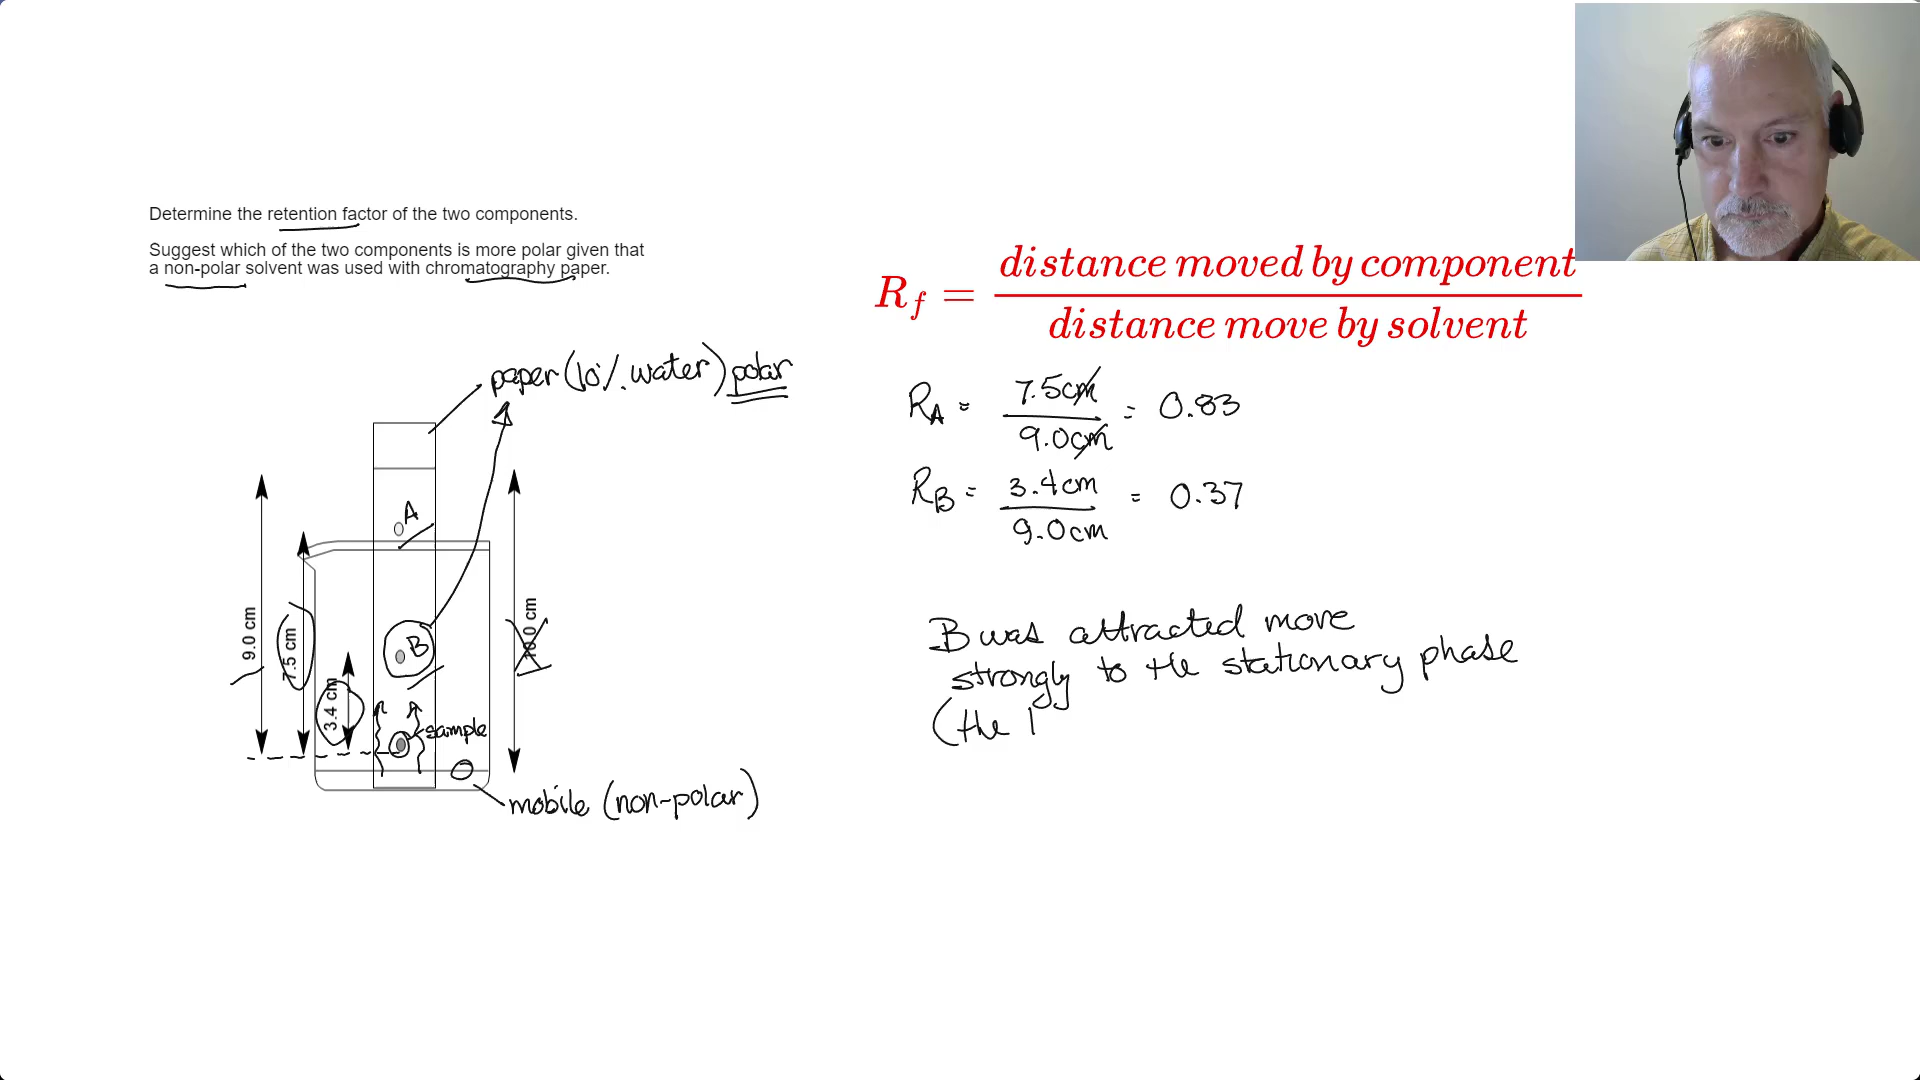 Determine the retention factor of the two components.
Suggest which of the two components is more polar given that
a non-polar solvent was used with chromatography paper.
R_f = distance moved by component / distance move by solvent
paper (10% water) polar
R_A = 7.5cm / 9.0cm = 0.83
R_B = 3.4cm / 9.0cm = 0.37
A
B
9.0 cm
7.5 cm
3.4 cm
10.0 cm
sample
mobile (non-polar)
B was attracted more
strongly to the stationary phase
(the